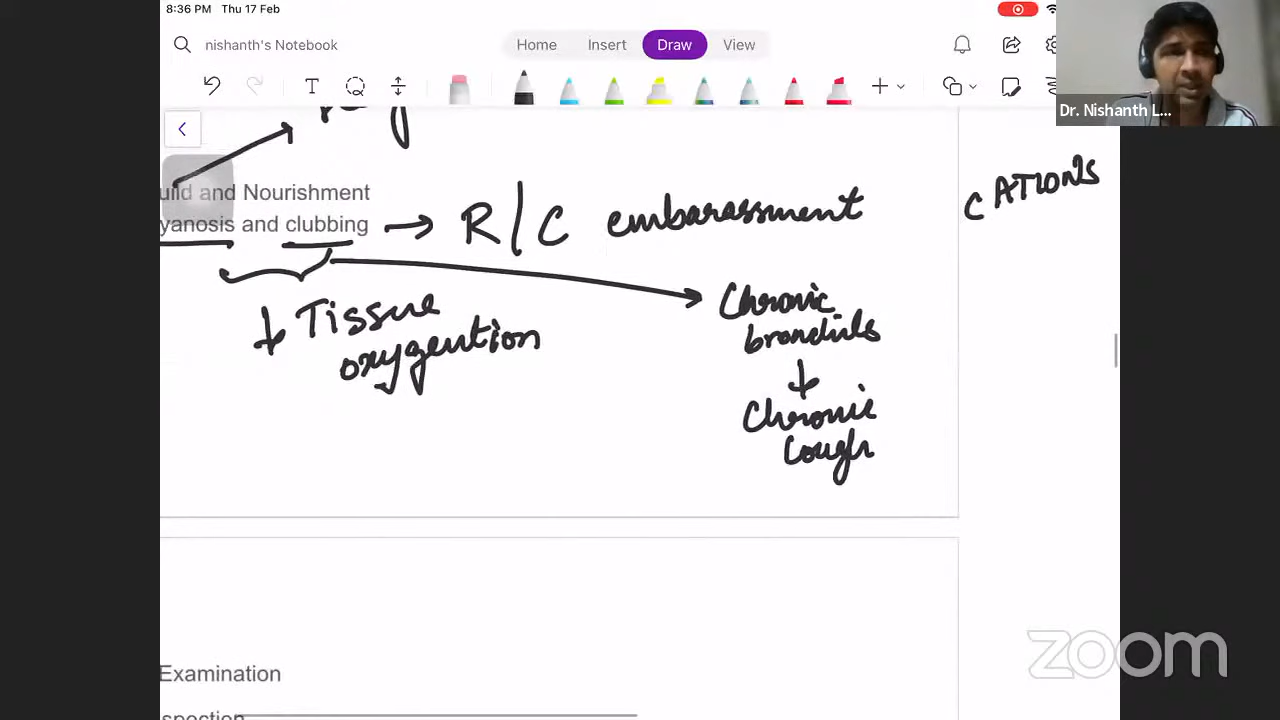 8:36 PM Thu 17 Feb
nishanth's Notebook
Home Insert Draw View
Dr. Nishanth L...
uild and Nourishment
yanosis and clubbing
R/C embarassment
CATIONS
↓ Tissue
oxygention
Chronic
↓
Chronic
Cough
zoom
Examination
spection